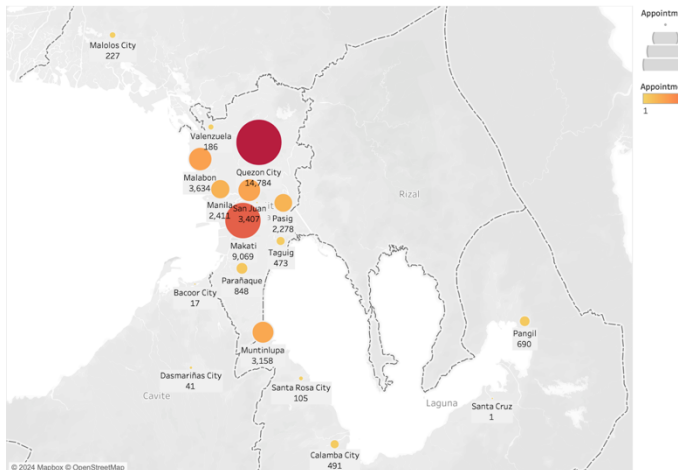 Malolos City
227
Appointm
Appointm
1
Valenzuela
186
Quezon City
14,784
Malabon
3,634
Manila
2,411
San Juan
3,407
Pasig
2,278
Rizal
Makati
9,069
Taguig
473
Parañaque
848
Bacoor City
17
Pangil
690
Muntinlupa
3,158
Dasmariñas City
41
Santa Rosa City
105
Cavite
Laguna
Santa Cruz
1
Calamba City
491
© 2024 Mapbox © OpenStreetMap